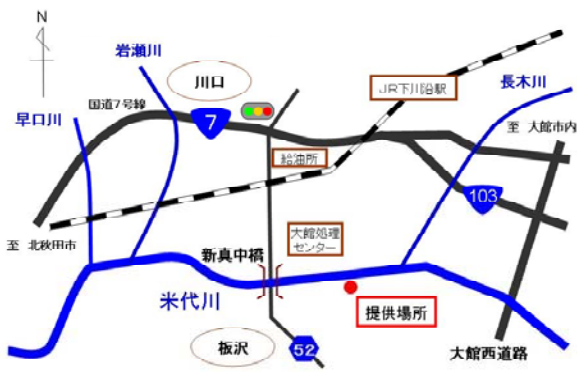 N
岩瀬川
川口
JR下川沿駅
長木川
早口川
国道7号線
7
至 大館市内
給油所
103
大館処理
センター
至 北秋田市
新真中橋
米代川
提供場所
板沢
52
大館西道路